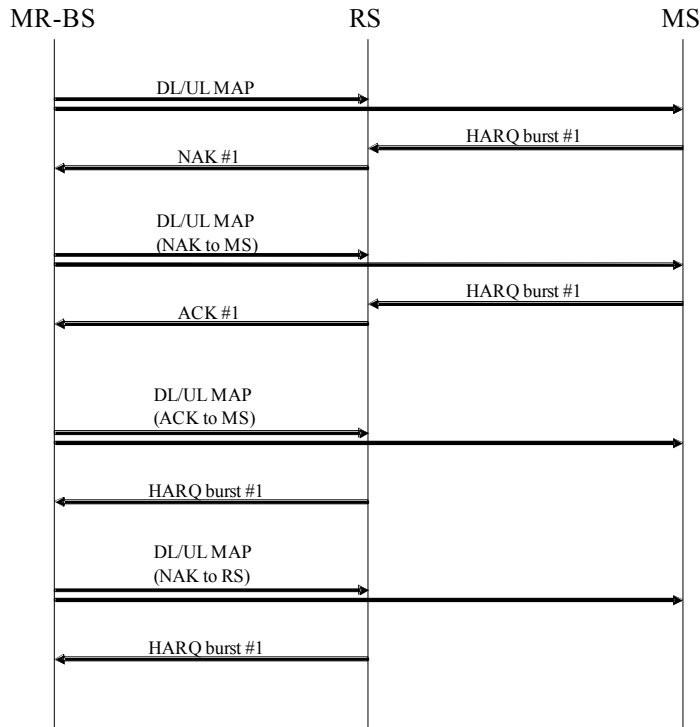 MR-BS RS MS
DL/UL MAP
HARQ burst #1
NAK #1
DL/UL MAP
(NAK to MS)
HARQ burst #1
ACK #1
DL/UL MAP
(ACK to MS)
HARQ burst #1
DL/UL MAP
(NAK to RS)
HARQ burst #1